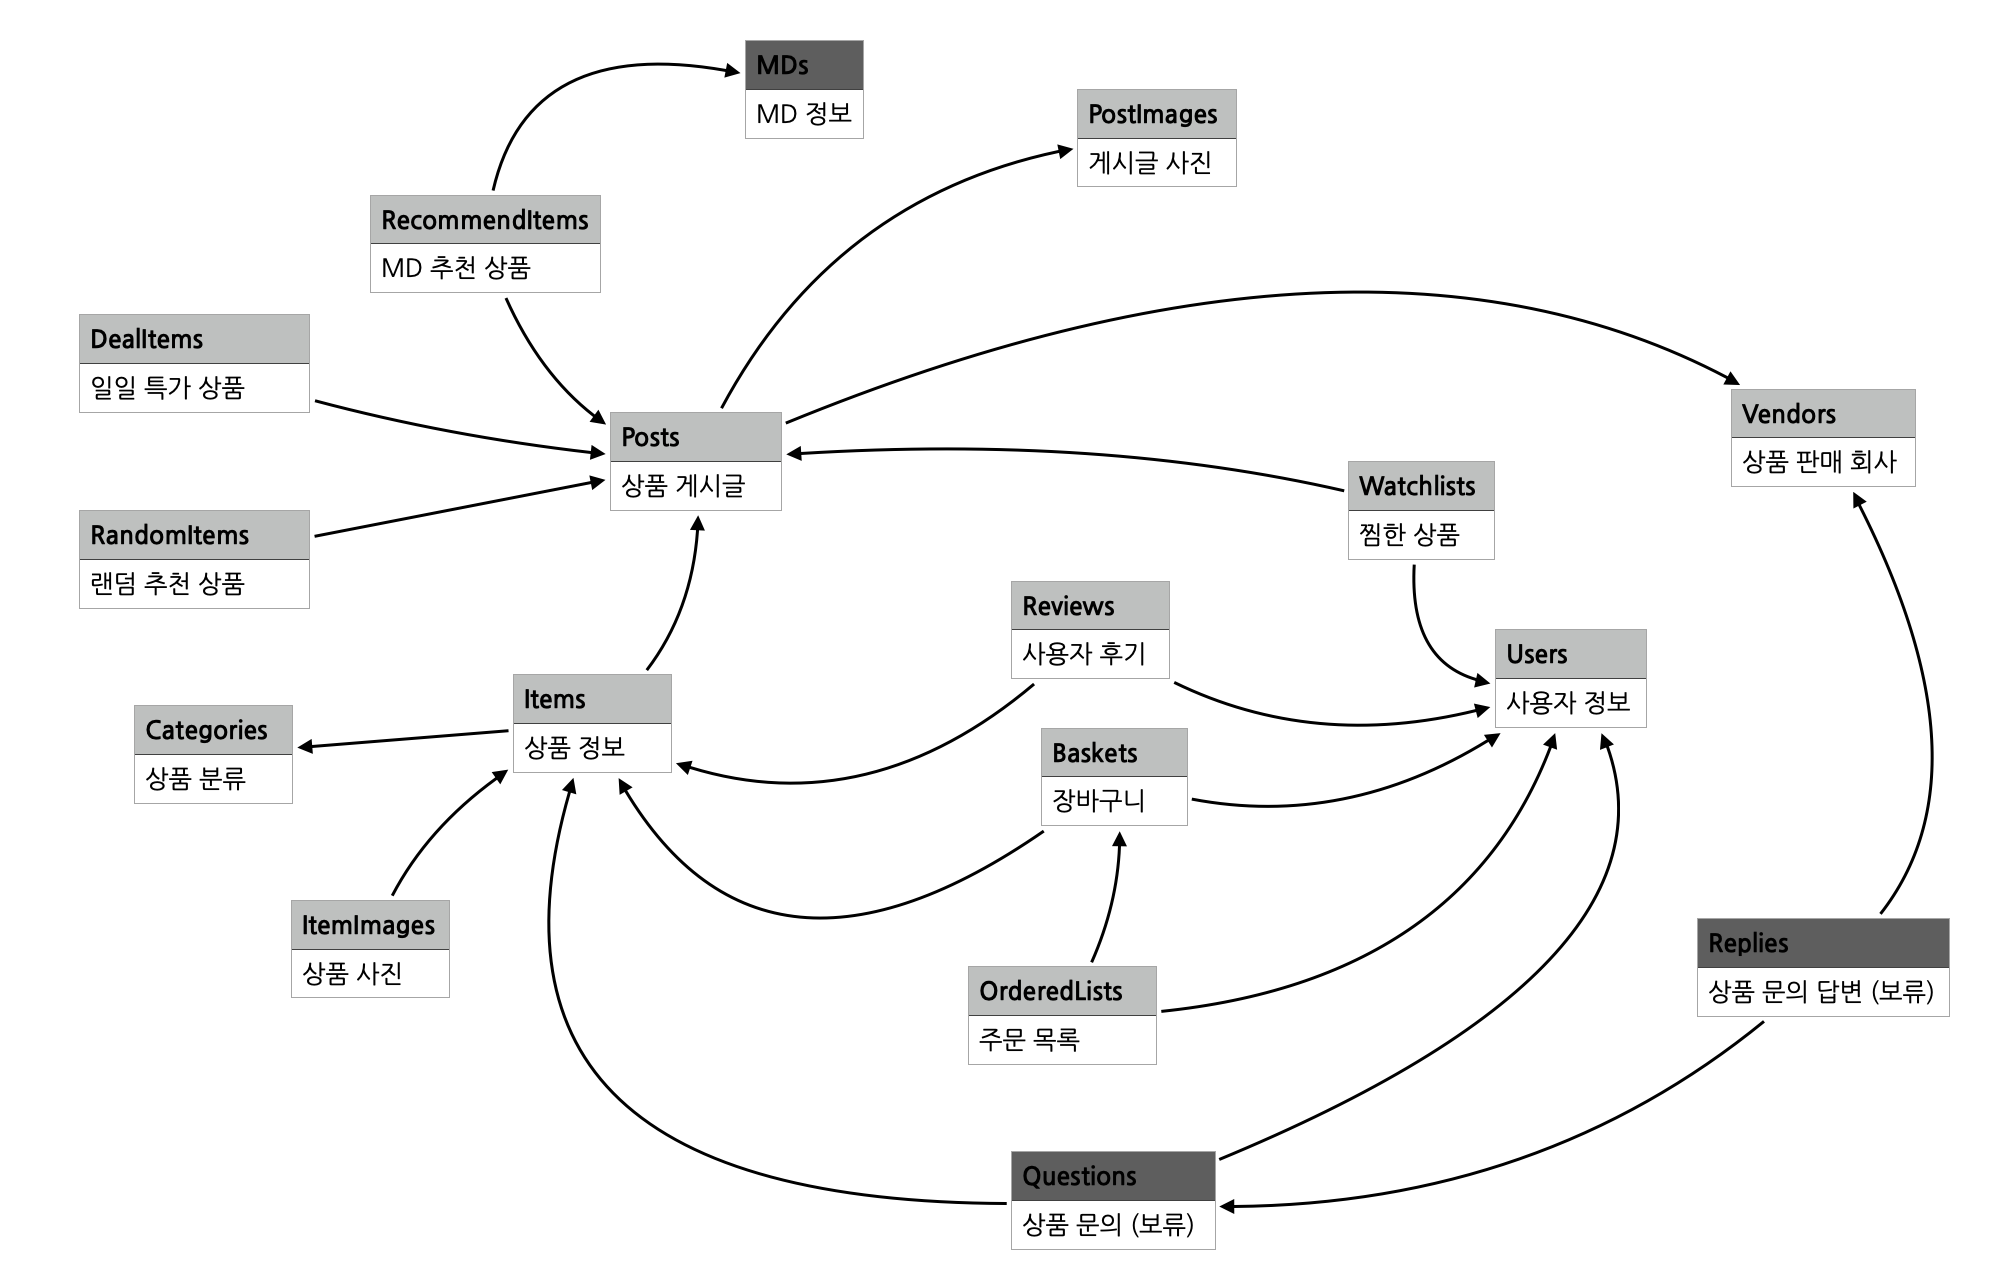 MDs
MD 정보
PostImages
게시글 사진
RecommendItems
MD 추천 상품
DealItems
일일 특가 상품
Vendors
상품 판매 회사
Posts
상품 게시글
Watchlists
찜한 상품
RandomItems
랜덤 추천 상품
Reviews
사용자 후기
Users
사용자 정보
Items
상품 정보
Categories
상품 분류
Baskets
장바구니
ItemImages
상품 사진
Replies
상품 문의 답변 (보류)
OrderedLists
주문 목록
Questions
상품 문의 (보류)